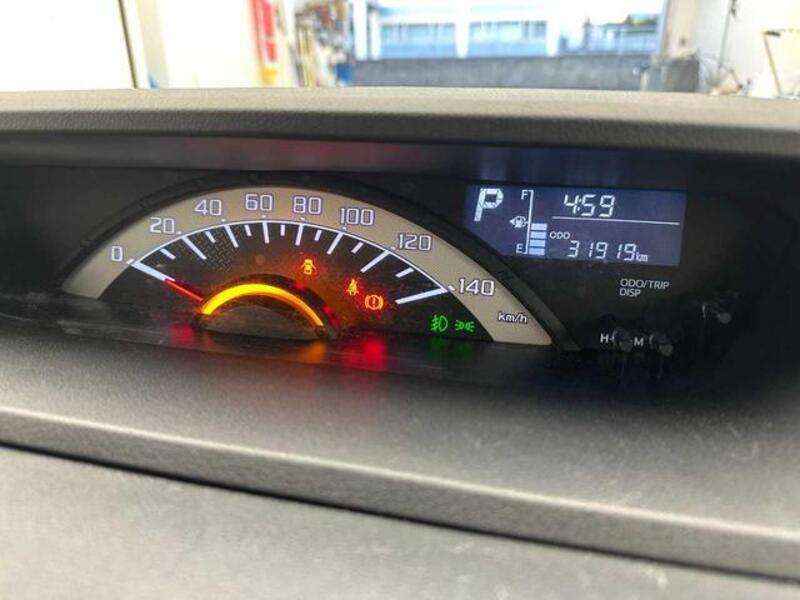 0
20
40
60
80
100
120
140
km/h
P
F
E
4:59
ODO
31919km
ODO/TRIP
DISP
H
M